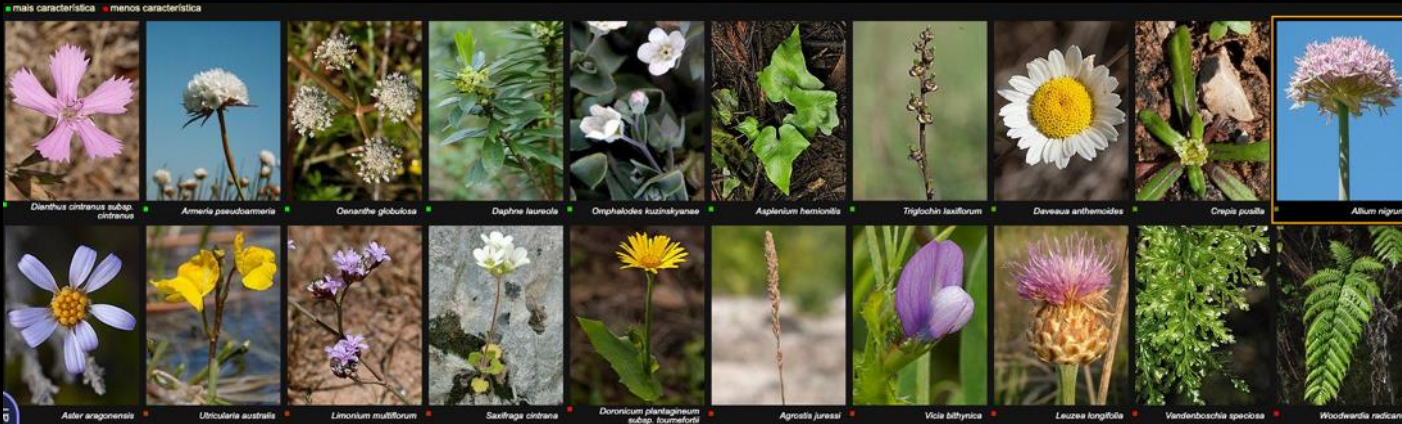 mais característica menos característica
Dianthus cintranus subsp.
cintranus
Armeria pseudoarmeria
Oenanthe globulosa
Daphne laureola
Omphalodes kuzinskyanae
Asplenium hemionitis
Triglochin laxiflorum
Daveaua anthemoides
Crepis pusilla
Allium nigrum
Aster aragonensis
Utricularia australis
Limonium multiflorum
Saxifraga cintrana
Doronicum plantagineum
subsp. tournefortii
Agrostis juressi
Vicia bithynica
Leuzea longifolia
Vandenboschia speciosa
Woodwardia radican